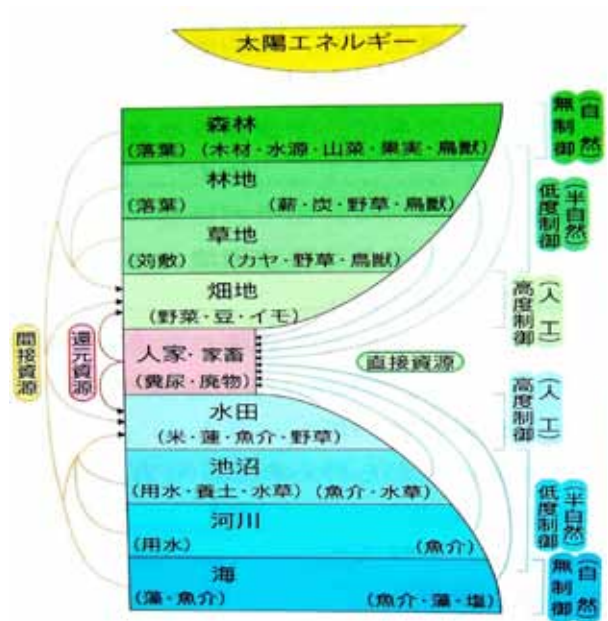 太陽エネルギー
森林
(落葉) (木材・水源・山菜・果実・鳥獣)
林地
(落葉) (薪・炭・野草・鳥獣)
草地
(苅敷) (カヤ・野草・鳥獣)
畑地
(野菜・豆・イモ)
人家・家畜
(糞尿・廃物)
水田
(米・蓮・魚介・野草)
池沼
(用水・養土・水草) (魚介・水草)
河川
(用水) (魚介)
海
(藻・魚介) (魚介・藻・塩)
間接資源
還元資源
直接資源
(自然)
無制御
(半自然)
低度制御
(人工)
高度制御
(人工)
高度制御
(半自然)
低度制御
(自然)
無制御